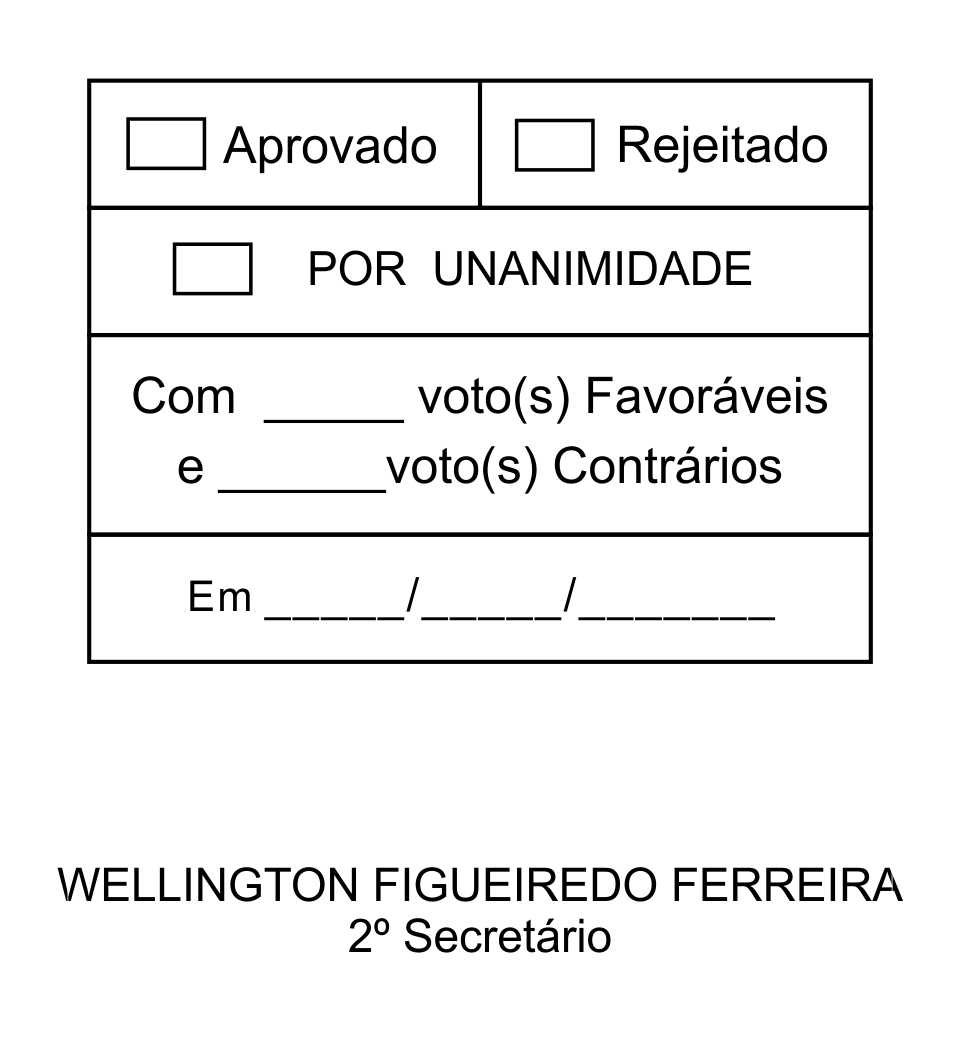 Aprovado Rejeitado
POR UNANIMIDADE
Com _____ voto(s) Favoráveis
e ______voto(s) Contrários
Em _____/_____/_______
WELLINGTON FIGUEIREDO FERREIRA
2º Secretário